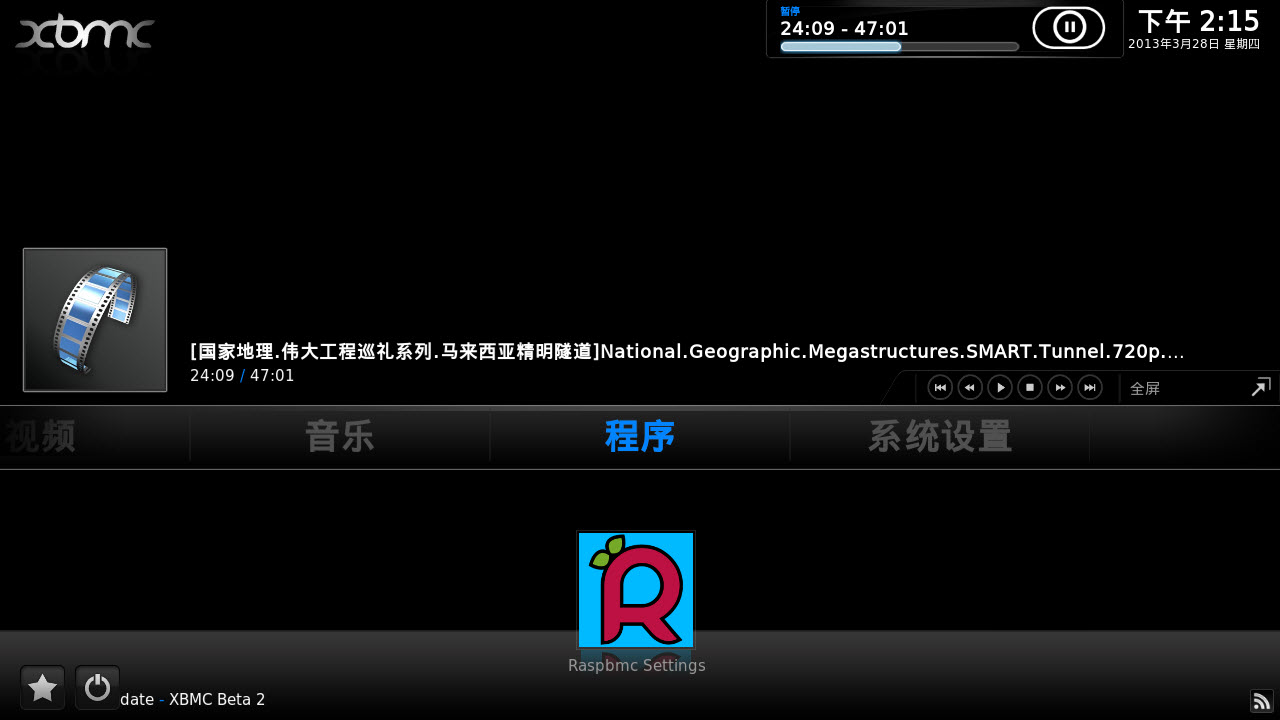 xbmc
暂停
24:09 - 47:01
下午 2:15
2013年3月28日 星期四
[国家地理.伟大工程巡礼系列.马来西亚精明隧道]National.Geographic.Megastructures.SMART.Tunnel.720p....
24:09 / 47:01
全屏
视频
音乐
程序
系统设置
Raspbmc Settings
date - XBMC Beta 2